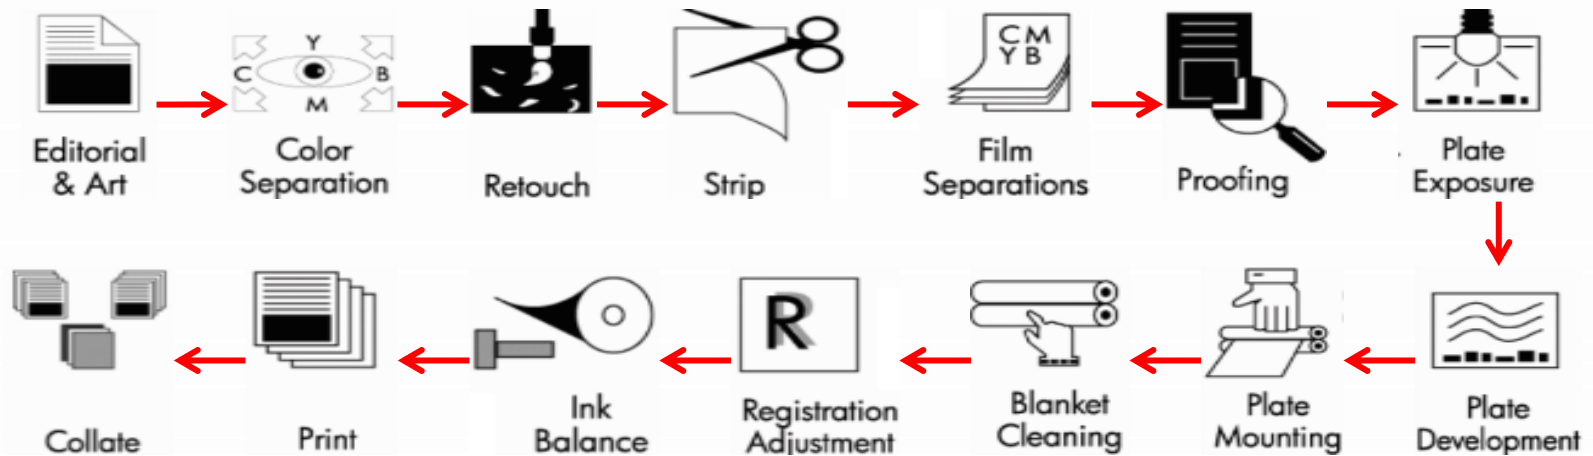 Y
C B
M
C M
Y B
Editorial
& Art
Color
Separation
Retouch
Strip
Film
Separations
Proofing
Plate
Exposure
R
Collate
Print
Ink
Balance
Registration
Adjustment
Blanket
Cleaning
Plate
Mounting
Plate
Development